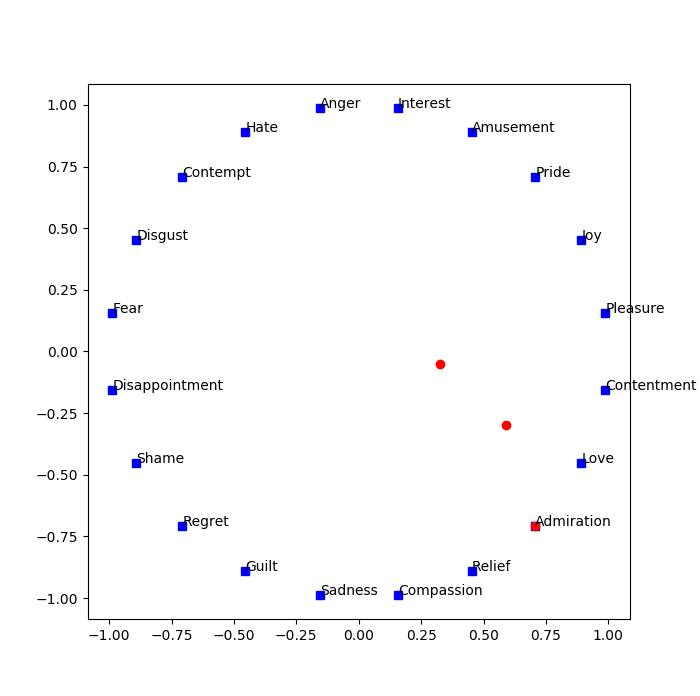 Anger Interest
1.00
Hate Amusement
0.75
Contempt Pride
0.50
Disgust Joy
0.25
Fear Pleasure
0.00
Disappointment Contentment
−0.25
Shame Love
−0.50
Regret Admiration
−0.75
Guilt Relief
Sadness Compassion
−1.00
−1.00 −0.75 −0.50 −0.25 0.00 0.25 0.50 0.75 1.00